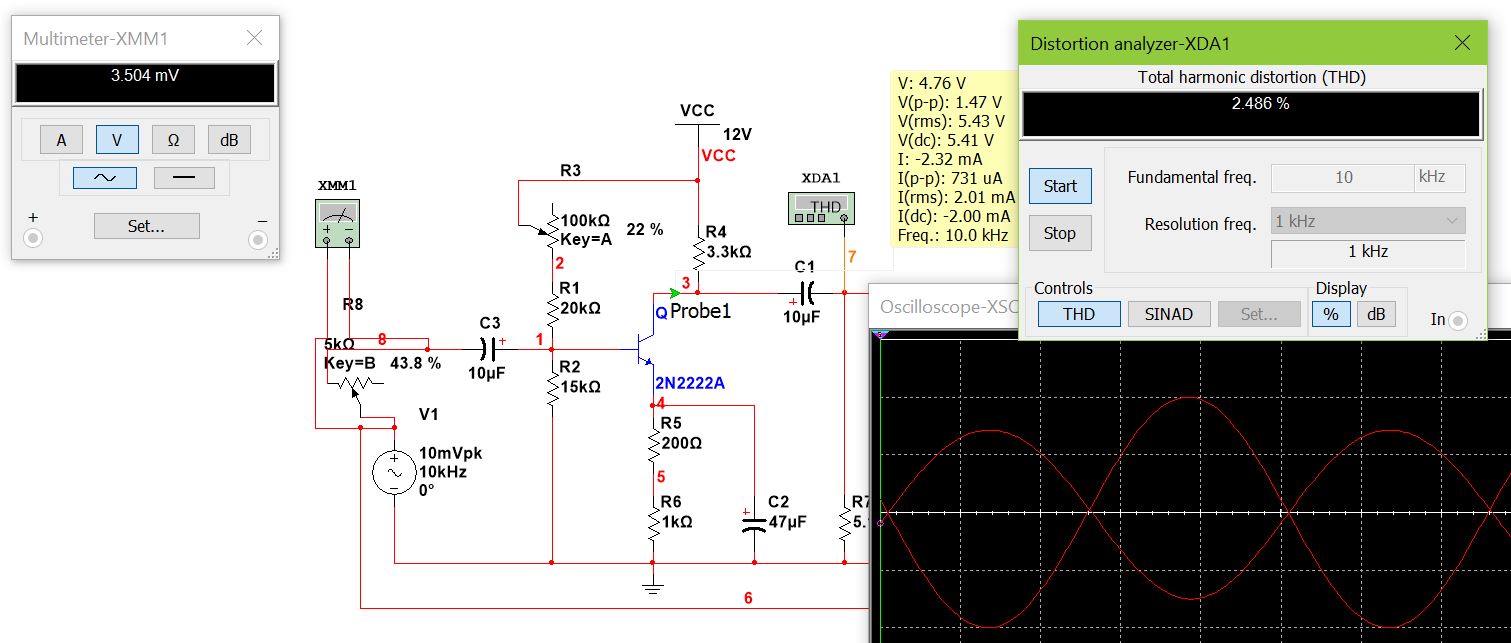 Multimeter-XMM1
3.504 mV
A
V
Ω
dB
+
Set...
−
XMM1
+ −
R8
5kΩ
Key=B
43.8 %
8
V1
10mVpk
10kHz
0°
C3
+
10µF
1
R3
100kΩ
Key=A
22 %
2
R1
20kΩ
R2
15kΩ
VCC
12V
VCC
R4
3.3kΩ
3
Probe1
Q
2N2222A
4
R5
200Ω
5
R6
1kΩ
C2
+
47µF
C1
+
10µF
7
XDA1
THD
6
V: 4.76 V
V(p-p): 1.47 V
V(rms): 5.43 V
V(dc): 5.41 V
I: -2.32 mA
I(p-p): 731 uA
I(rms): 2.01 mA
I(dc): -2.00 mA
Freq.: 10.0 kHz
R7
5.
Distortion analyzer-XDA1
Total harmonic distortion (THD)
2.486 %
Start
Stop
Fundamental freq.
10
kHz
Resolution freq.
1 kHz
1 kHz
Controls
THD
SINAD
Set...
Display
%
dB
In
Oscilloscope-XSC